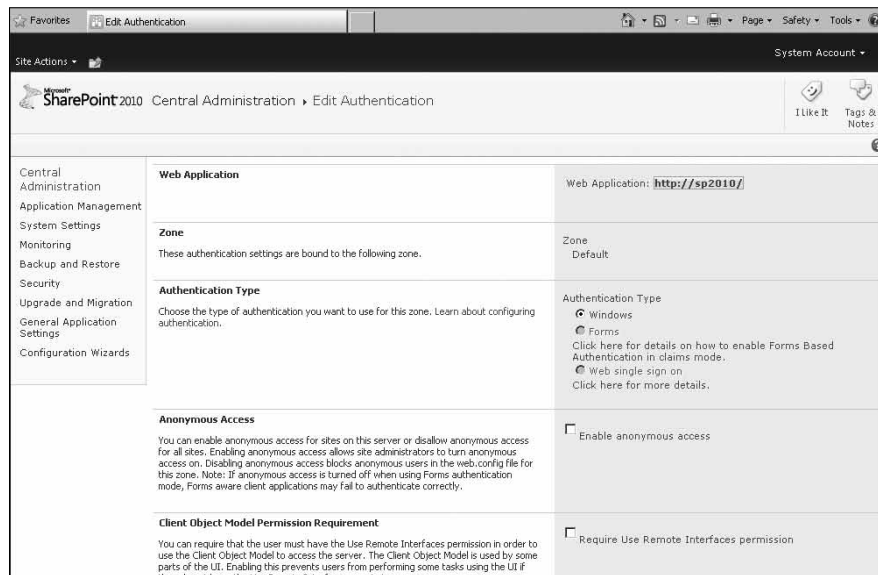 Favorites
Edit Authentication
Page
Safety
Tools
Site Actions
System Account
Microsoft
SharePoint 2010
Central Administration
Edit Authentication
I Like It
Tags &
Notes
Central
Administration
Application Management
System Settings
Monitoring
Backup and Restore
Security
Upgrade and Migration
General Application
Settings
Configuration Wizards
Web Application
Web Application: http://sp2010/
Zone
These authentication settings are bound to the following zone.
Zone
Default
Authentication Type
Choose the type of authentication you want to use for this zone. Learn about configuring
authentication.
Authentication Type
Windows
Forms
Click here for details on how to enable Forms Based
Authentication in claims mode.
Web single sign on
Click here for more details.
Anonymous Access
You can enable anonymous access for sites on this server or disallow anonymous access
for all sites. Enabling anonymous access allows site administrators to turn anonymous
access on. Disabling anonymous access blocks anonymous users in the web.config file for
this zone. Note: If anonymous access is turned off when using Forms authentication
mode, Forms aware client applications may fail to authenticate correctly.
Enable anonymous access
Client Object Model Permission Requirement
You can require that the user must have the Use Remote Interfaces permission in order to
use the Client Object Model to access the server. The Client Object Model is used by some
parts of the UI. Enabling this prevents users from performing some tasks using the UI if
Require Use Remote Interfaces permission